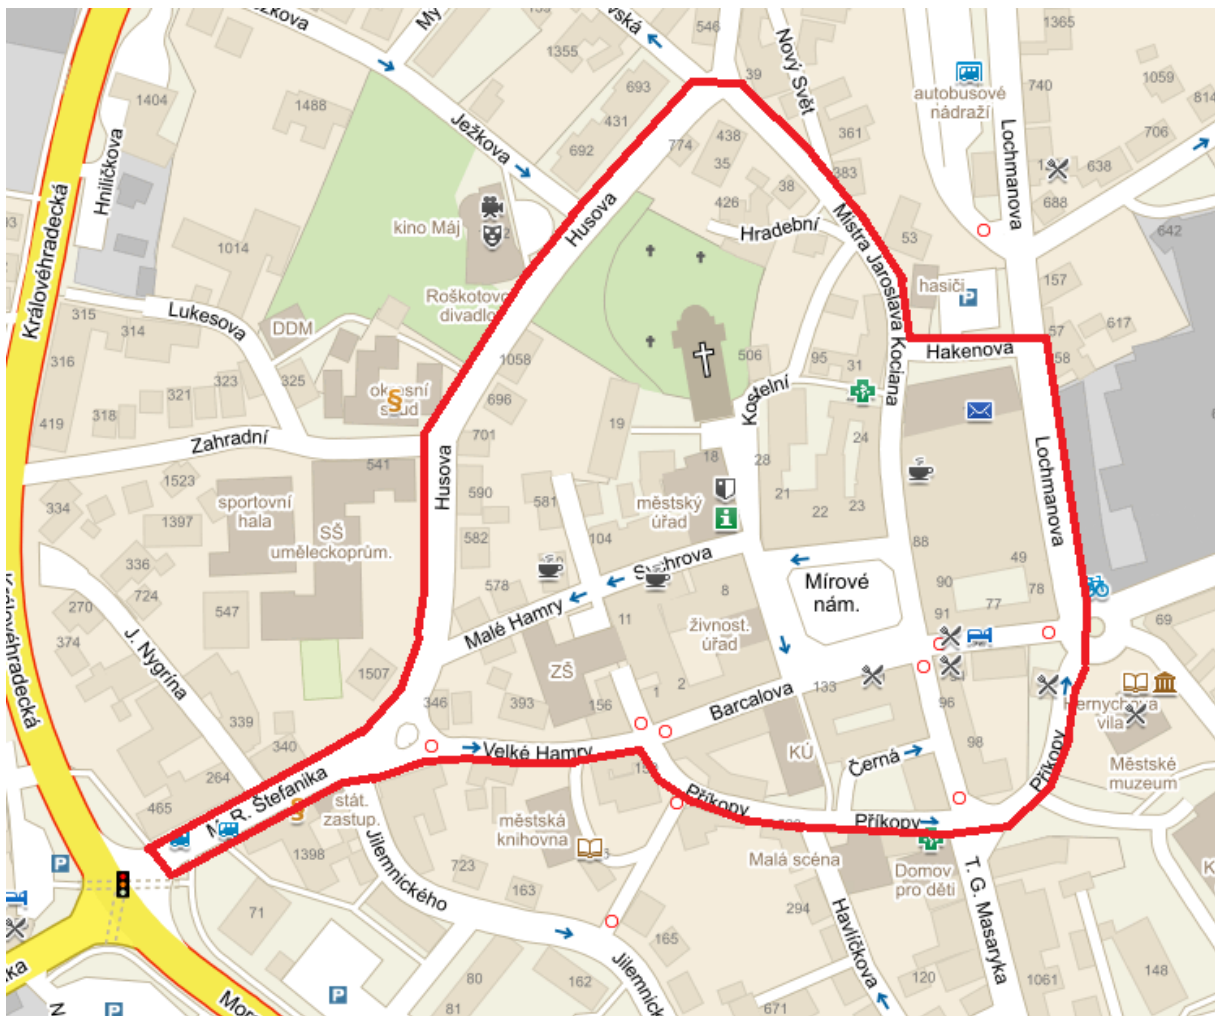 Ježkova
Nový Svět
autobusové
nádraží
Lochmanova
Hniličkova
Královéhradecká
kino Máj
Husova
Hradební
Mistra Jaroslava Kociana
hasiči
Roškotovo
divadlo
Lukesova
DDM
Hakenova
Kostelní
Zahradní
Husova
Lochmanova
sportovní
hala
SŠ
uměleckoprům.
městský
úřad
Sychrova
Mírové
nám.
Malé Hamry
živnost.
úřad
ZŠ
J. Nygrína
Královéhradecká
Barcalova
Velké Hamry
KÚ
Černá
Příkopy
Městské
muzeum
M. R. Štefanika
stát.
zastup.
městská
knihovna
Příkopy
Příkopy
Malá scéna
Domov
pro děti
Jilemnického
T. G. Masaryka
Havlíčkova
546
1365
1355
39
693
740
1059
814
1404
1488
431
438
361
706
692
774
35
383
638
38
426
688
1014
53
642
157
315
314
57
617
316
1058
506
95
31
58
321
323
325
696
419
318
19
701
24
541
18
28
1523
590
581
21
23
334
22
1397
582
104
88
49
336
578
90
78
724
8
77
270
547
11
91
69
374
1507
1
2
133
346
393
156
96
339
340
98
264
465
1398
723
163
71
294
165
80
162
120
1061
148
81
671